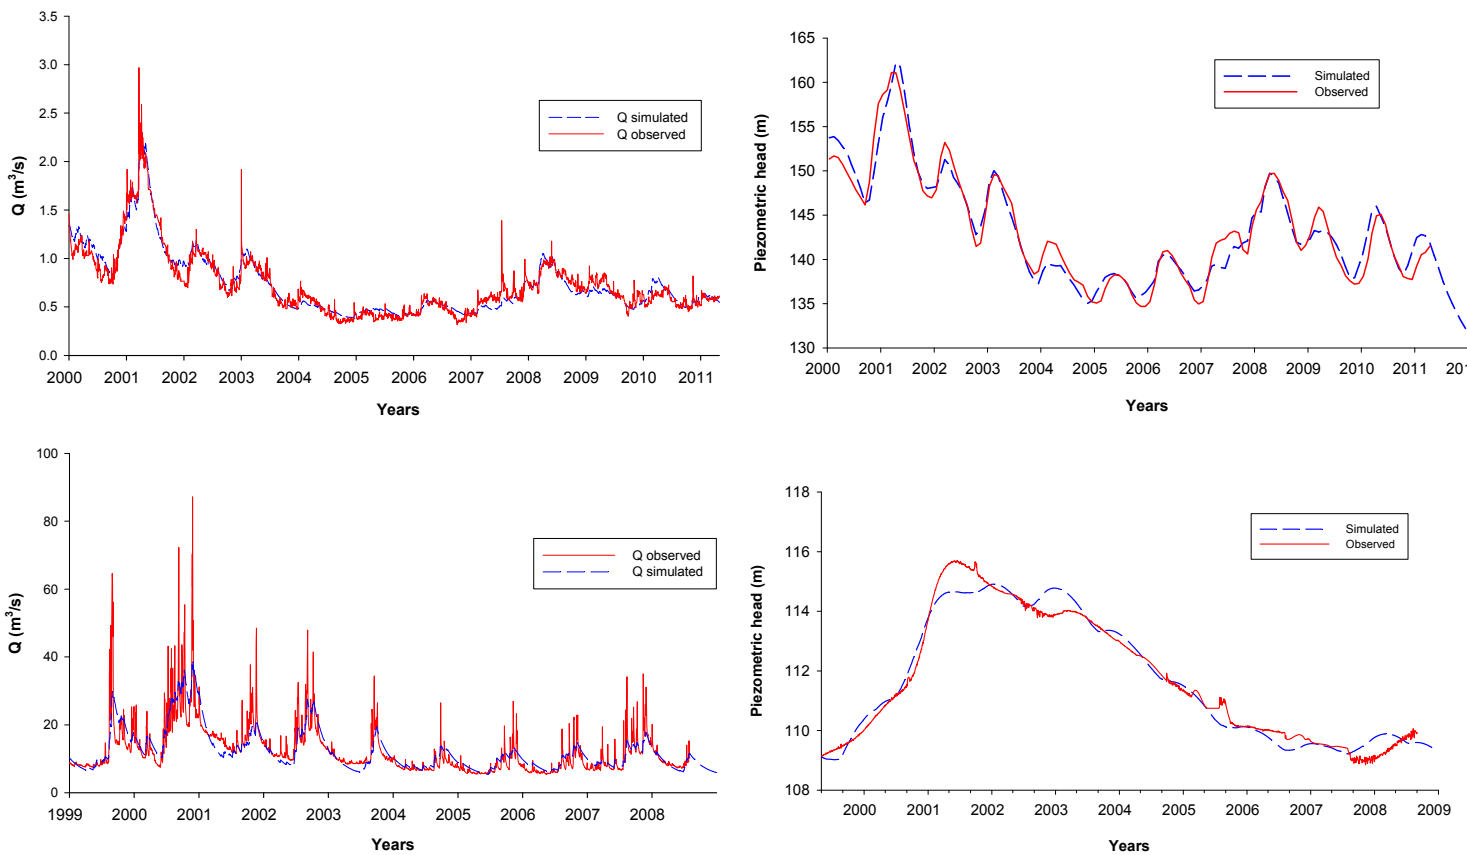 3.5
3.0
2.5
2.0
1.5
1.0
0.5
0.0
Q (m³/s)
Q simulated
Q observed
2000 2001 2002 2003 2004 2005 2006 2007 2008 2009 2010 2011
Years
165
160
155
150
145
140
135
130
Piezometric head (m)
Simulated
Observed
2000 2001 2002 2003 2004 2005 2006 2007 2008 2009 2010 2011 201
Years
100
80
60
40
20
0
Q (m³/s)
Q observed
Q simulated
1999 2000 2001 2002 2003 2004 2005 2006 2007 2008
Years
118
116
114
112
110
108
Piezometric head (m)
Simulated
Observed
2000 2001 2002 2003 2004 2005 2006 2007 2008 2009
Years